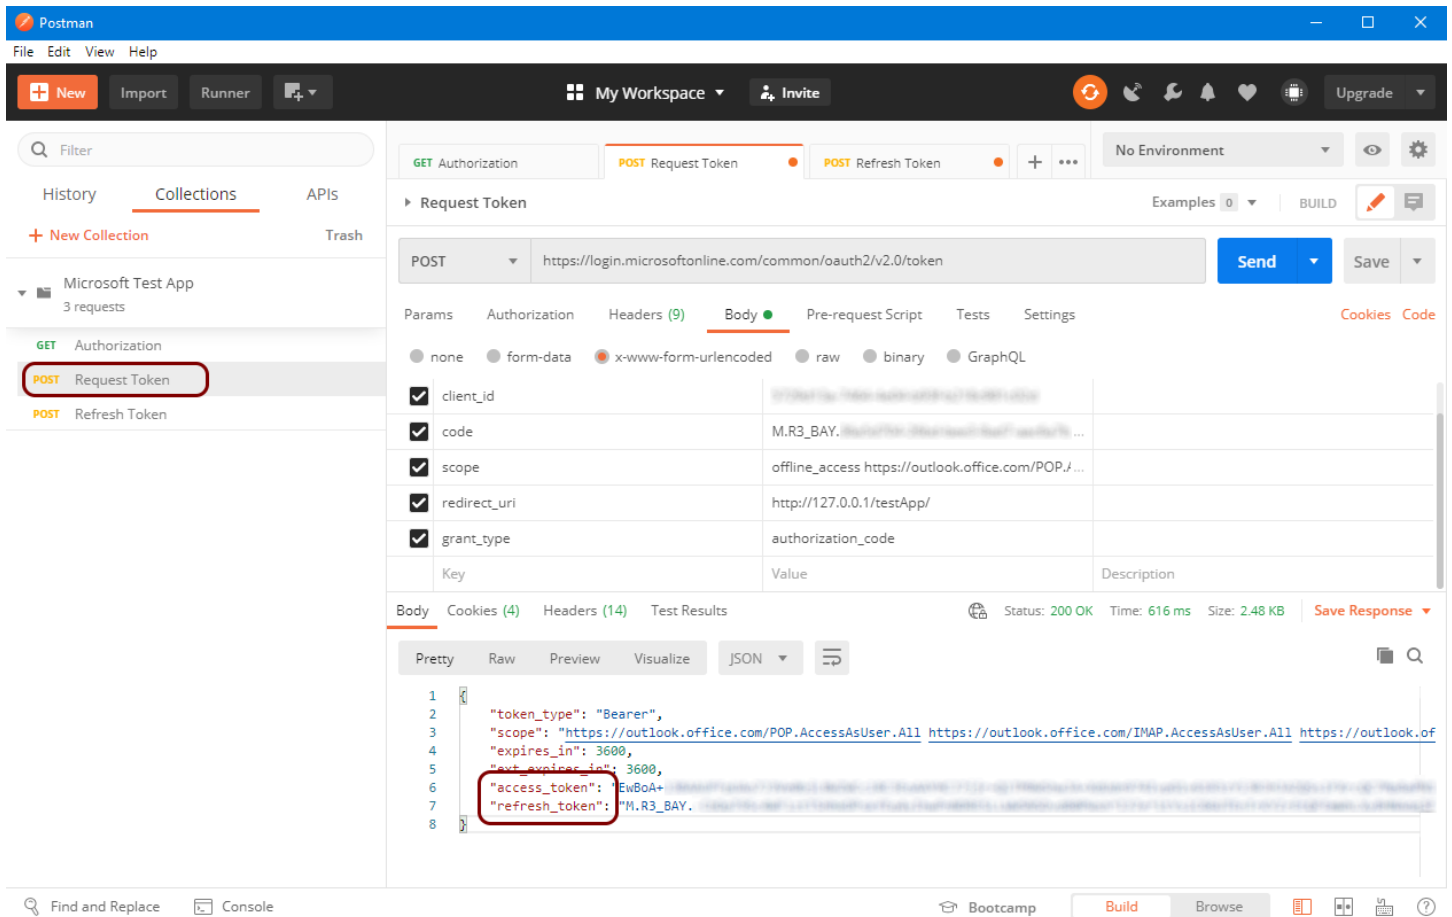 Postman
File Edit View Help
New Import Runner My Workspace Invite Upgrade
Filter
History Collections APIs
New Collection Trash
Microsoft Test App
3 requests
GET Authorization
POST Request Token
POST Refresh Token
GET Authorization POST Request Token POST Refresh Token + ••• No Environment
Request Token Examples 0 BUILD
POST https://login.microsoftonline.com/common/oauth2/v2.0/token Send Save
Params Authorization Headers (9) Body Pre-request Script Tests Settings Cookies Code
none form-data x-www-form-urlencoded raw binary GraphQL
client_id
code M.R3_BAY. ...
scope offline_access https://outlook.office.com/POP.A ...
redirect_uri http://127.0.0.1/testApp/
grant_type authorization_code
Key Value Description
Body Cookies (4) Headers (14) Test Results Status: 200 OK Time: 616 ms Size: 2.48 KB Save Response
Pretty Raw Preview Visualize JSON
1 {
2 "token_type": "Bearer",
3 "scope": "https://outlook.office.com/POP.AccessAsUser.All https://outlook.office.com/IMAP.AccessAsUser.All https://outlook.of
4 "expires_in": 3600,
5 "ext_expires_in": 3600,
6 "access_token": "EwBoA+
7 "refresh_token": "M.R3_BAY.
8 }
Find and Replace Console Bootcamp Build Browse ?